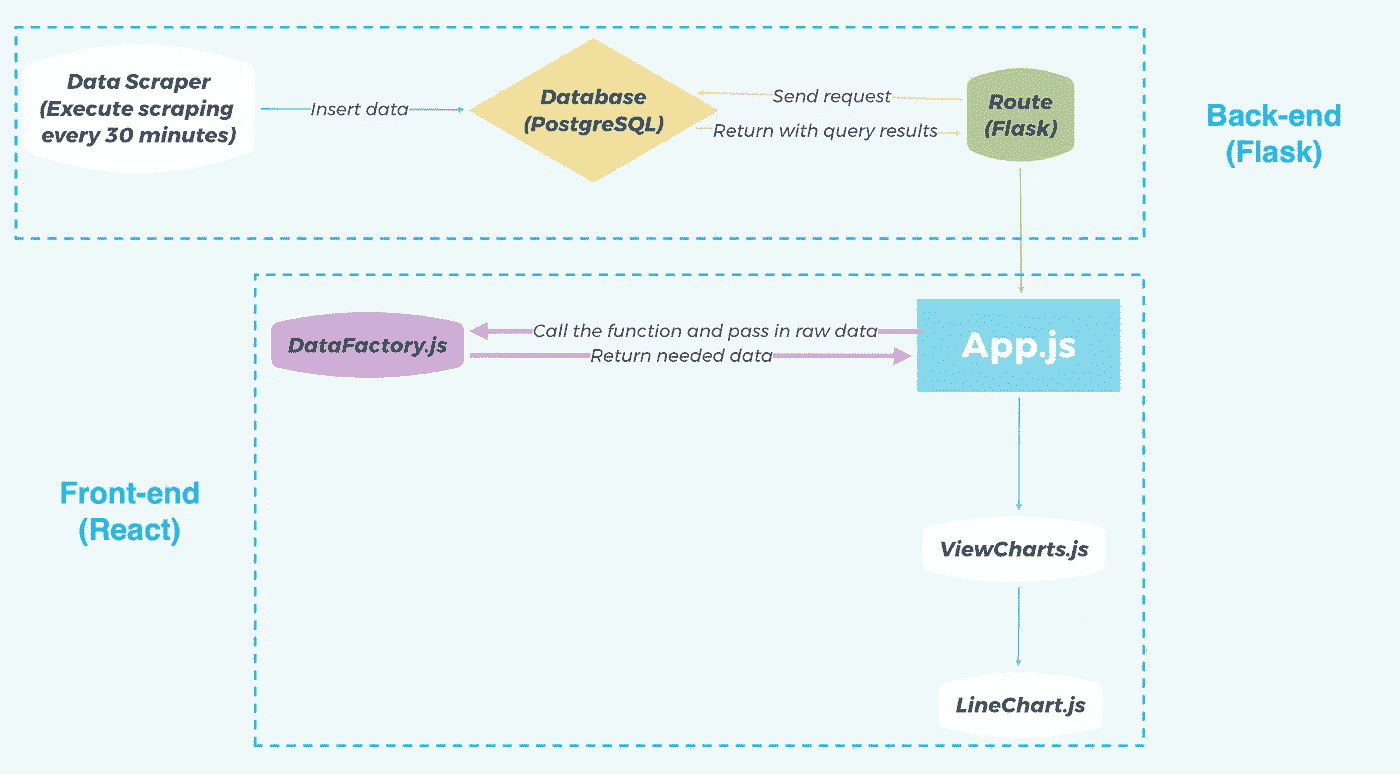 Data Scraper
(Execute scraping
every 30 minutes)
Insert data
Database
(PostgreSQL)
Send request
Return with query results
Route
(Flask)
Back-end
(Flask)
DataFactory.js
Call the function and pass in raw data
Return needed data
App.js
Front-end
(React)
ViewCharts.js
LineChart.js